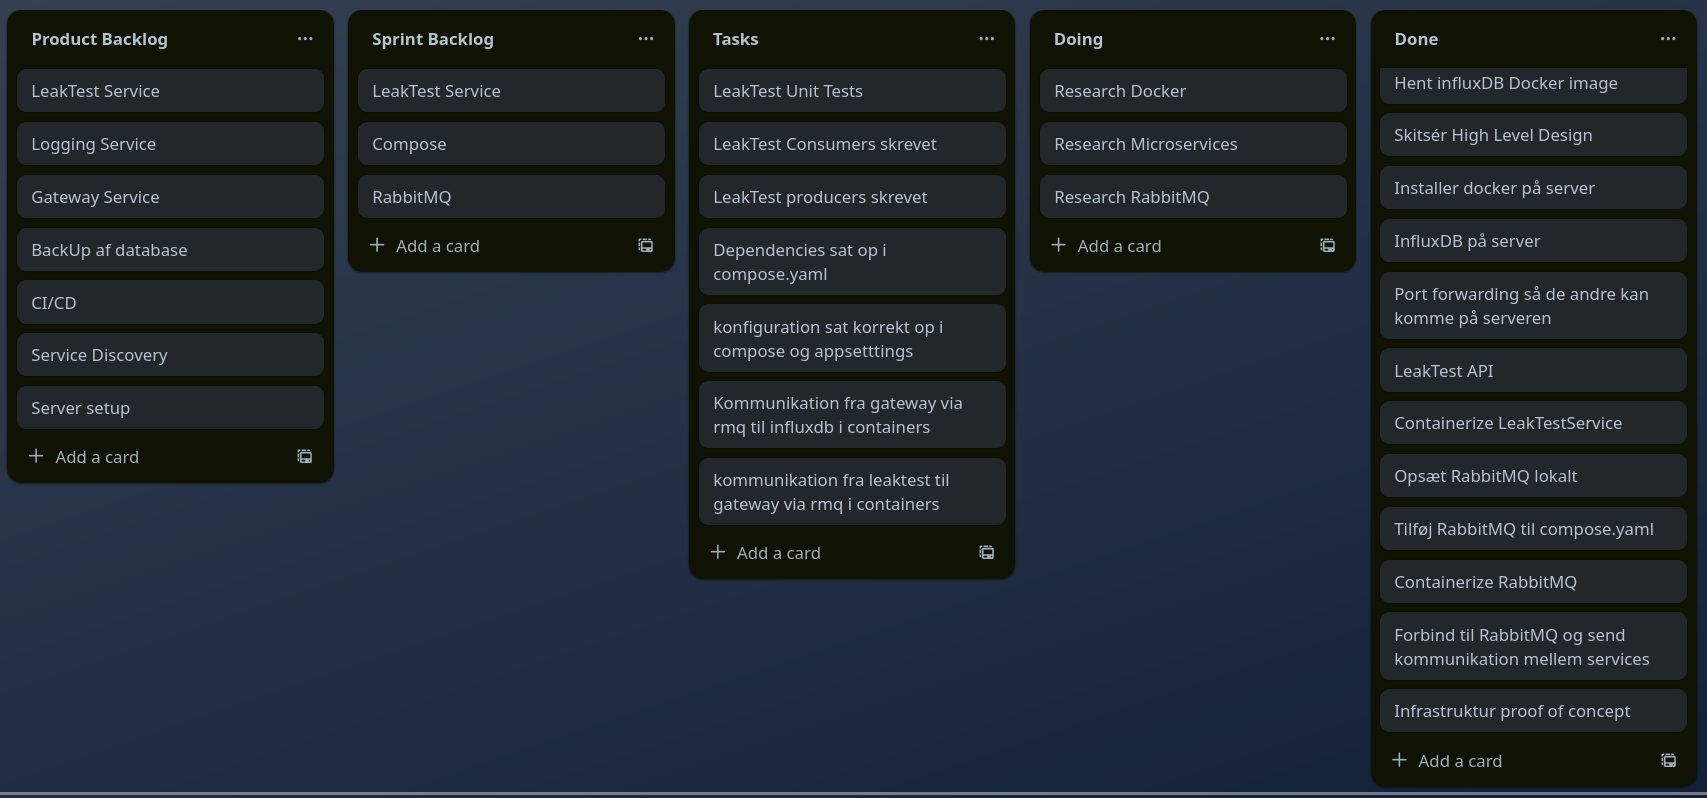 Product Backlog
LeakTest Service
Logging Service
Gateway Service
BackUp af database
CI/CD
Service Discovery
Server setup
Add a card
Sprint Backlog
LeakTest Service
Compose
RabbitMQ
Add a card
Tasks
LeakTest Unit Tests
LeakTest Consumers skrevet
LeakTest producers skrevet
Dependencies sat op i
compose.yaml
konfiguration sat korrekt op i
compose og appsetttings
Kommunikation fra gateway via
rmq til influxdb i containers
kommunikation fra leaktest til
gateway via rmq i containers
Add a card
Doing
Research Docker
Research Microservices
Research RabbitMQ
Add a card
Done
Hent influxDB Docker image
Skitsér High Level Design
Installer docker på server
InfluxDB på server
Port forwarding så de andre kan
komme på serveren
LeakTest API
Containerize LeakTestService
Opsæt RabbitMQ lokalt
Tilføj RabbitMQ til compose.yaml
Containerize RabbitMQ
Forbind til RabbitMQ og send
kommunikation mellem services
Infrastruktur proof of concept
Add a card